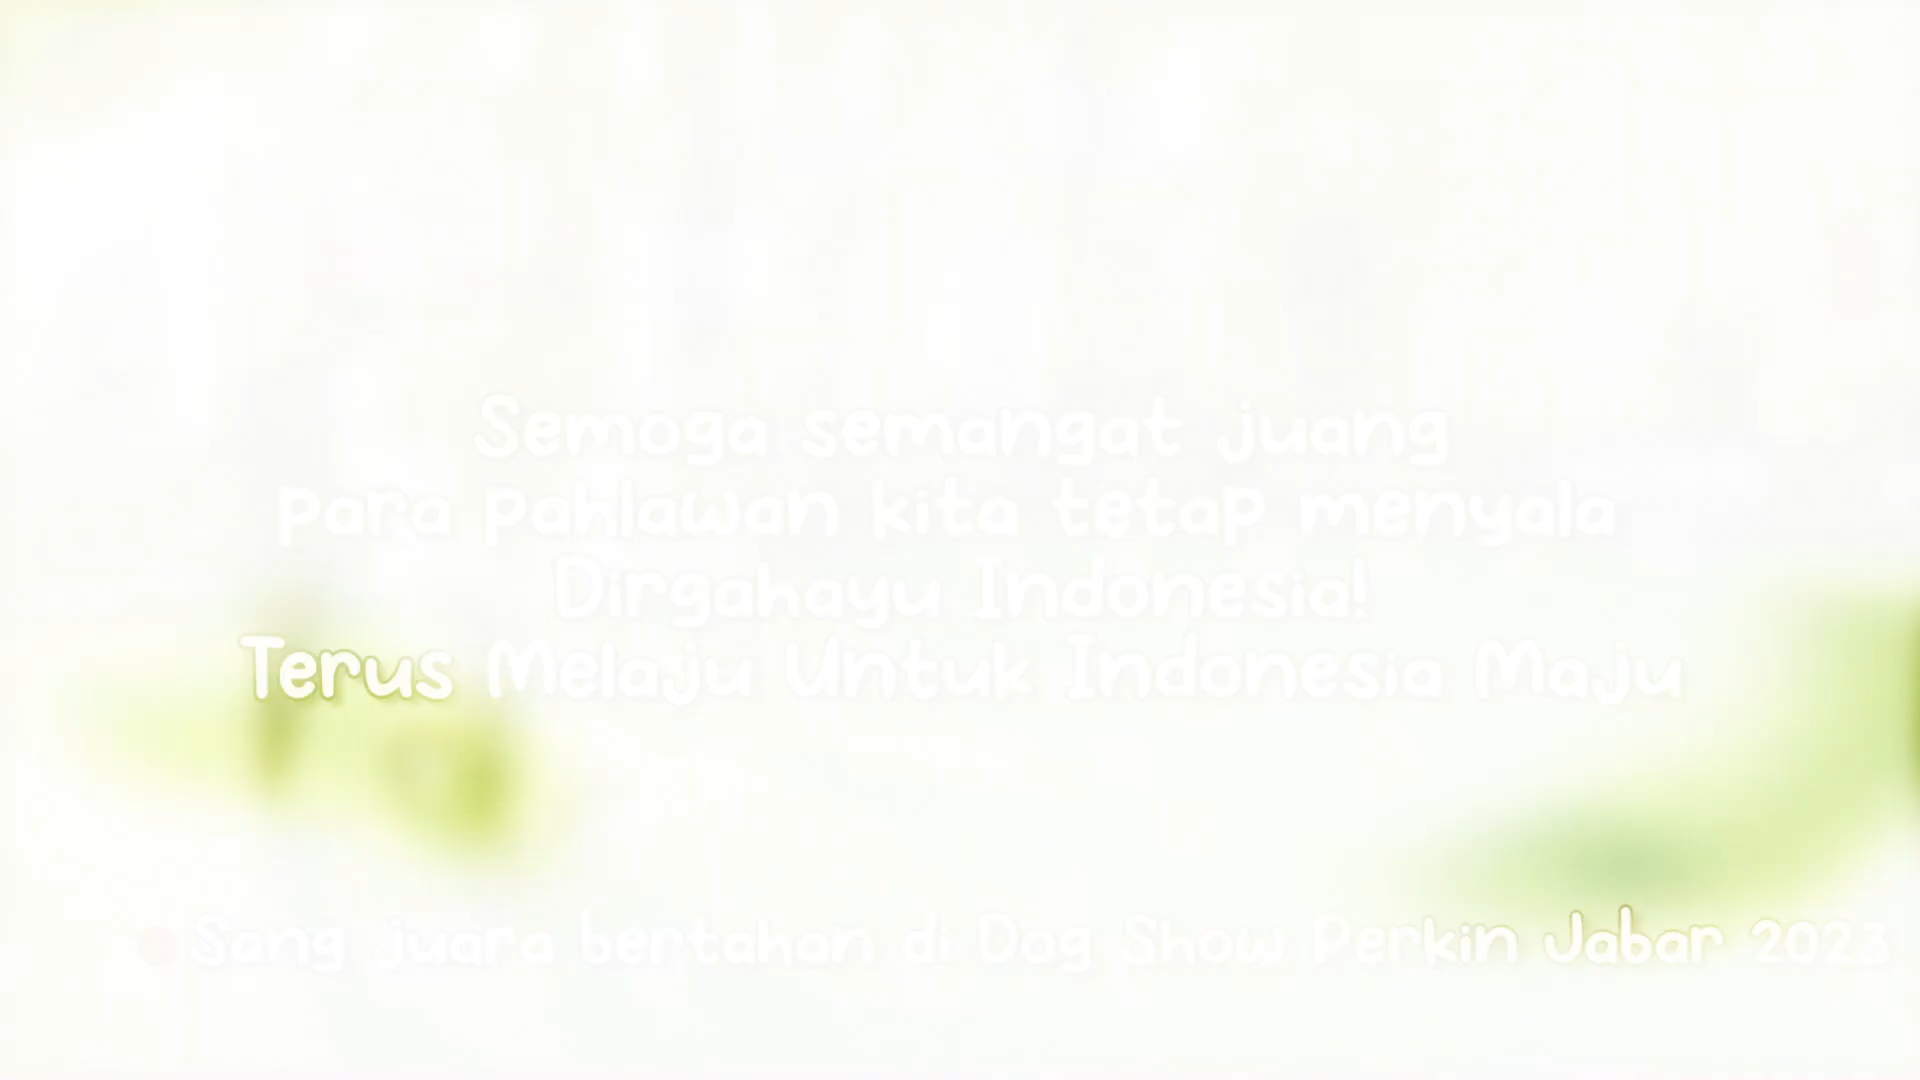 Semoga semangat juang
para pahlawan kita tetap menyala
Dirgahayu Indonesia!
Terus Melaju Untuk Indonesia Maju
Sang juara bertahan di Dog Show Perkin Jabar 2023